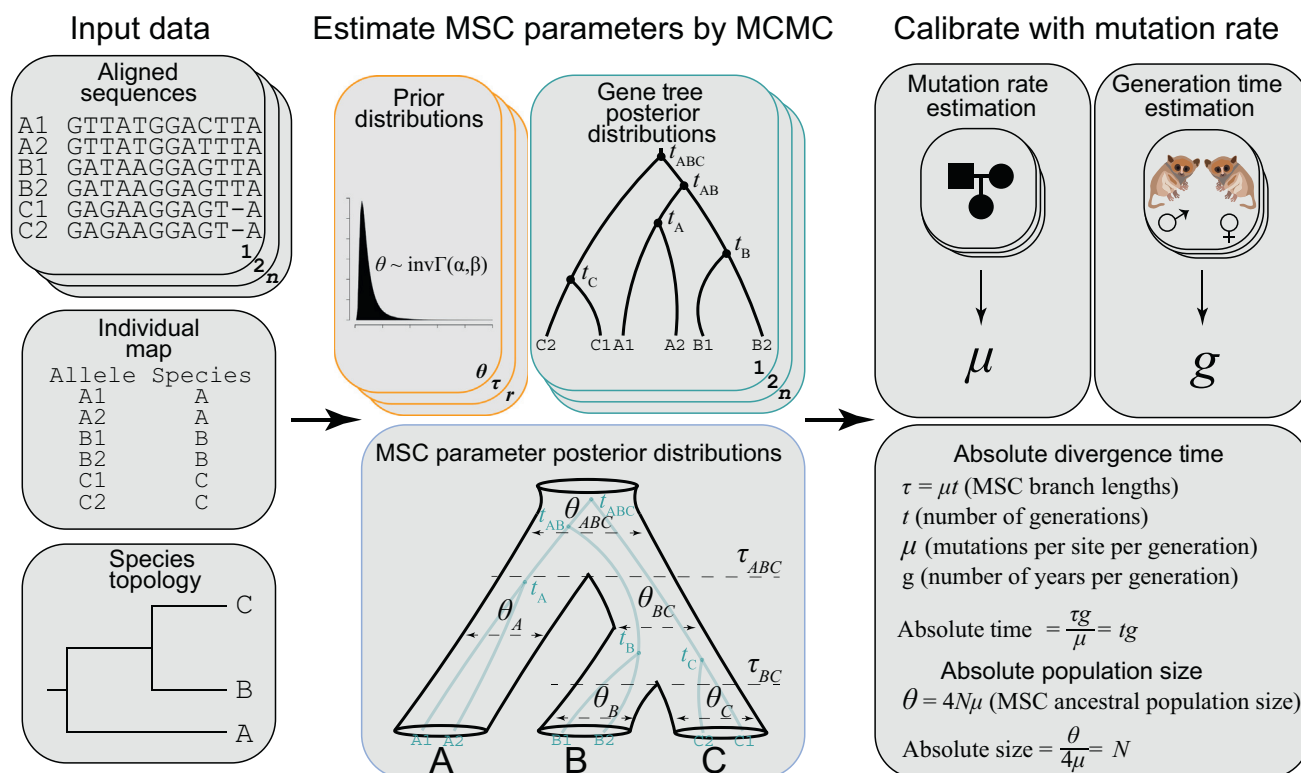 Input data
Aligned
sequences
A1 GTTATGGACTTA
A2 GTTATGGATTTA
B1 GATAAGGAGTTA
B2 GATAAGGAGTTA
C1 GAGAAGGAGT-A
C2 GAGAAGGAGT-A
1
2
n
Individual
map
Allele Species
A1 A
A2 A
B1 B
B2 B
C1 C
C2 C
Species
topology
C
B
A
Estimate MSC parameters by MCMC
Prior
distributions
θ ~ invΓ(α,β)
θ
τ
r
Gene tree
posterior
distributions
t_ABC
t_AB
t_A
t_B
t_C
C2 C1 A1 A2 B1 B2
1
2
n
MSC parameter posterior distributions
t_AB θ_ABC t_ABC
τ_ABC
t_A
θ_A θ_BC
t_B t_C
τ_BC
θ_B θ_C
A1 A2 B1 B2 C2 C1
A B C
Calibrate with mutation rate
Mutation rate
estimation
μ
Generation time
estimation
♂ ♀
g
Absolute divergence time
τ = μt (MSC branch lengths)
t (number of generations)
μ (mutations per site per generation)
g (number of years per generation)
Absolute time = τg/μ = tg
Absolute population size
θ = 4Nμ (MSC ancestral population size)
Absolute size = θ/4μ = N